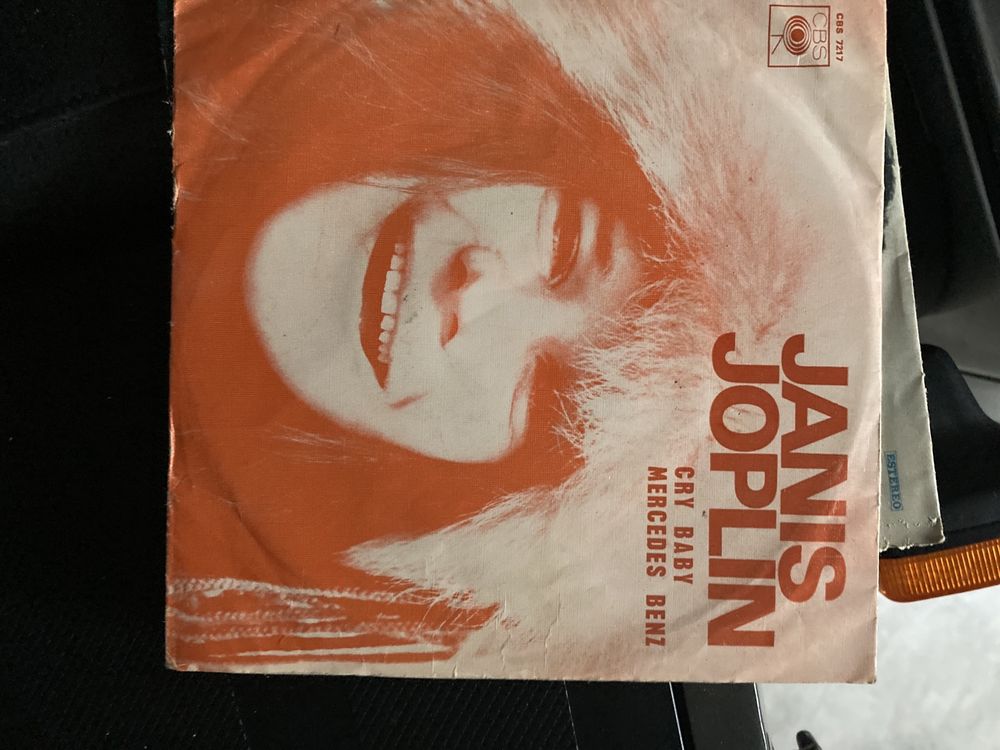 CBS
CBS 7217
JANIS
JOPLIN
CRY BABY
MERCEDES BENZ
ESTEREO